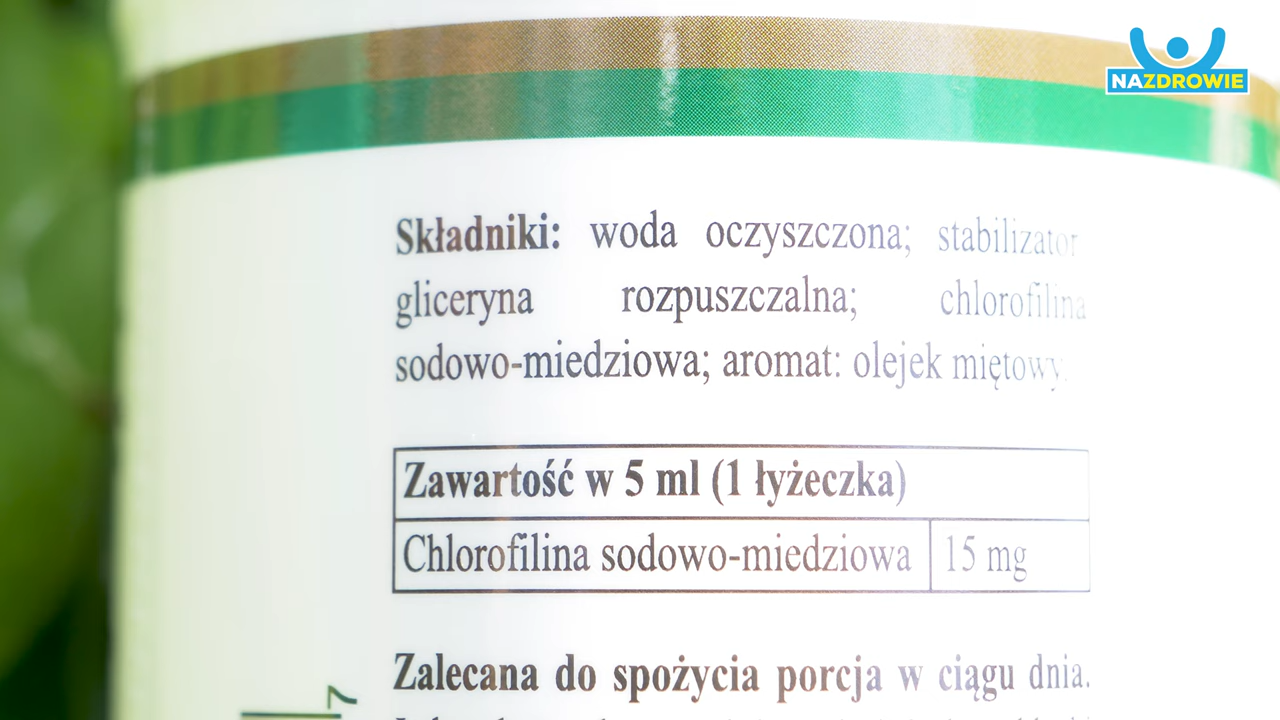 NAZDROWIE
Składniki: woda oczyszczona; stabilizator
gliceryna rozpuszczalna; chlorofilina
sodowo-miedziowa; aromat: olejek miętowy.
Zawartość w 5 ml (1 łyżeczka)
Chlorofilina sodowo-miedziowa 15 mg
Zalecana do spożycia porcja w ciągu dnia.
7